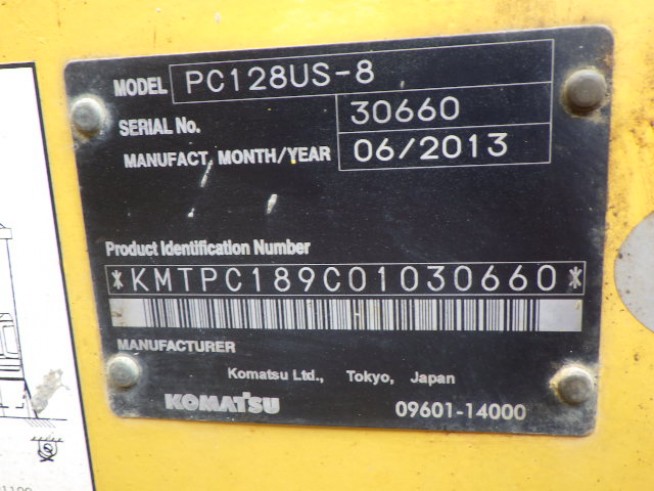 MODEL PC128US-8
SERIAL No. 30660
MANUFACT. MONTH/YEAR 06/2013
Product Identification Number
*KMTPC189C01030660*
MANUFACTURER
Komatsu Ltd., Tokyo, Japan
KOMATSU 09601-14000